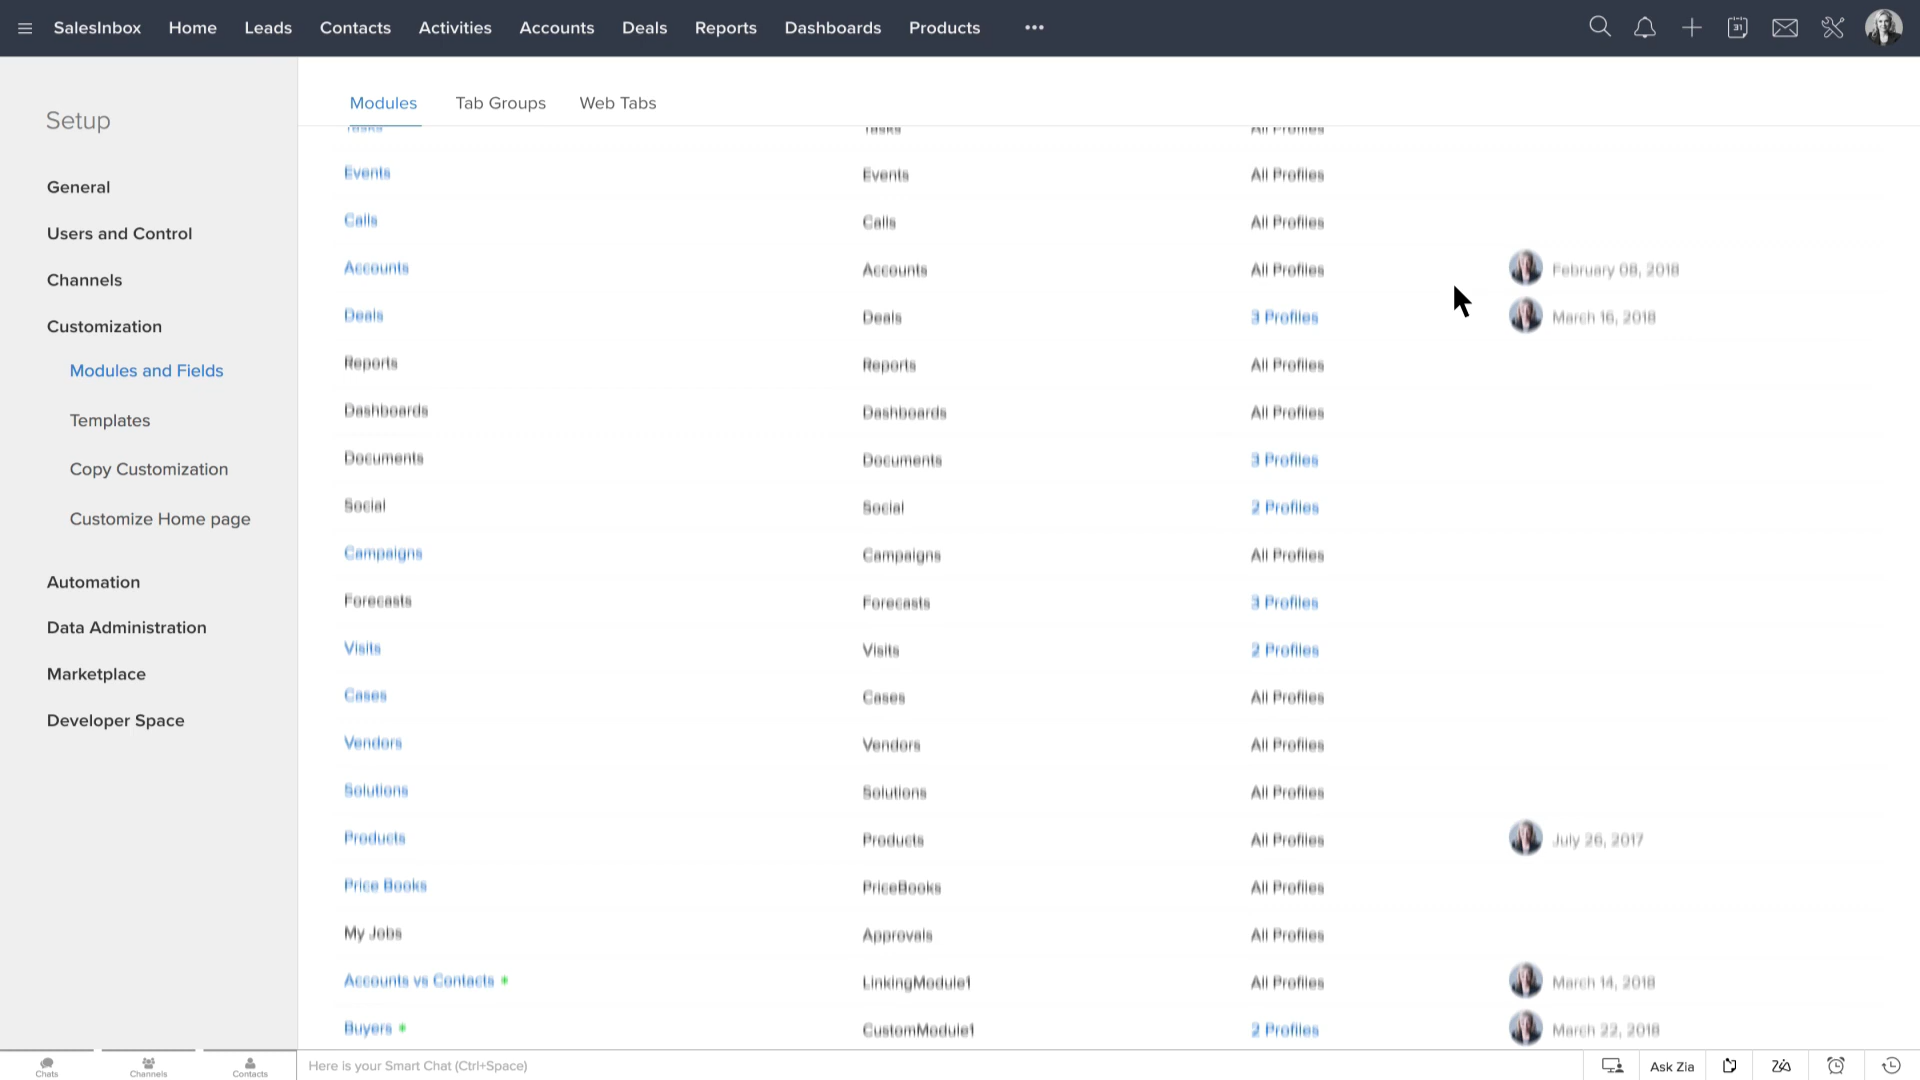 SalesInbox Home Leads Contacts Activities Accounts Deals Reports Dashboards Products ••• 31
Setup
General
Users and Control
Channels
Customization
Modules and Fields
Templates
Copy Customization
Customize Home page
Automation
Data Administration
Marketplace
Developer Space
Modules Tab Groups Web Tabs
Tasks Tasks All Profiles
Events Events All Profiles
Calls Calls All Profiles
Accounts Accounts All Profiles February 08, 2018
Deals Deals 3 Profiles March 16, 2018
Reports Reports All Profiles
Dashboards Dashboards All Profiles
Documents Documents 3 Profiles
Social Social 2 Profiles
Campaigns Campaigns All Profiles
Forecasts Forecasts 3 Profiles
Visits Visits 2 Profiles
Cases Cases All Profiles
Vendors Vendors All Profiles
Solutions Solutions All Profiles
Products Products All Profiles July 26, 2017
Price Books PriceBooks All Profiles
My Jobs Approvals All Profiles
Accounts vs Contacts * LinkingModule1 All Profiles March 14, 2018
Buyers * CustomModule1 2 Profiles March 22, 2018
Chats Channels Contacts Here is your Smart Chat (Ctrl+Space) Ask Zia